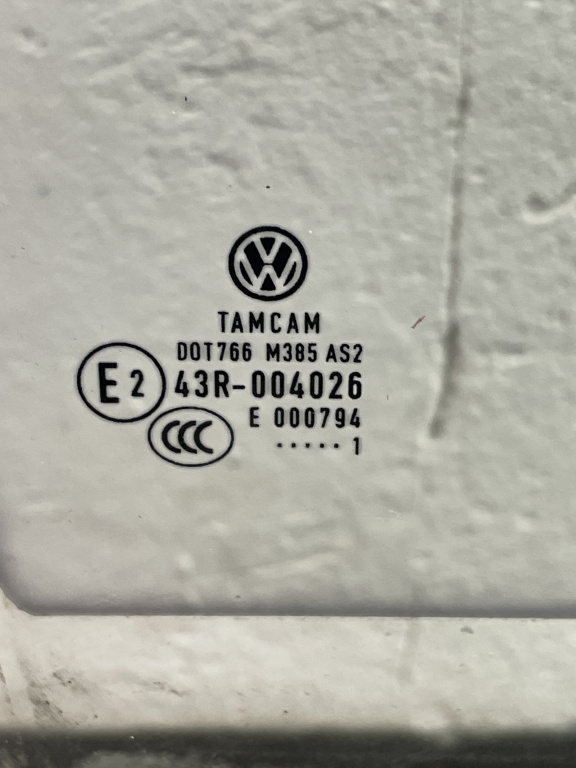 TAMCAM
DOT766 M385 AS2
E2 43R-004026
E 000794
CCC
..... 1